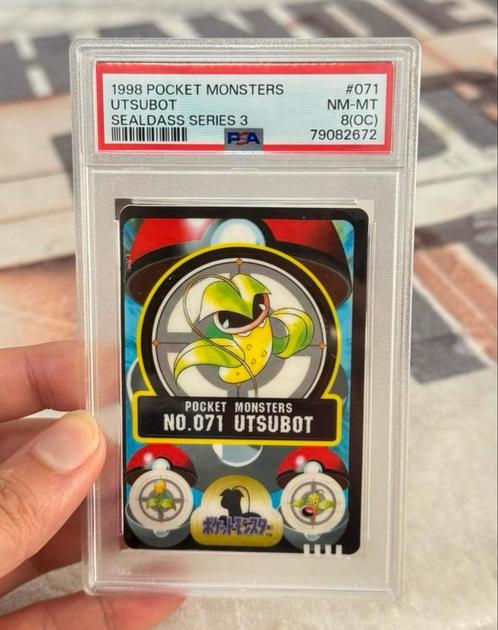 1998 POCKET MONSTERS #071
UTSUBOT NM-MT
SEALDASS SERIES 3 8(OC)
PSA 79082672
POCKET MONSTERS
NO.071 UTSUBOT
ポケットモンスター
TM